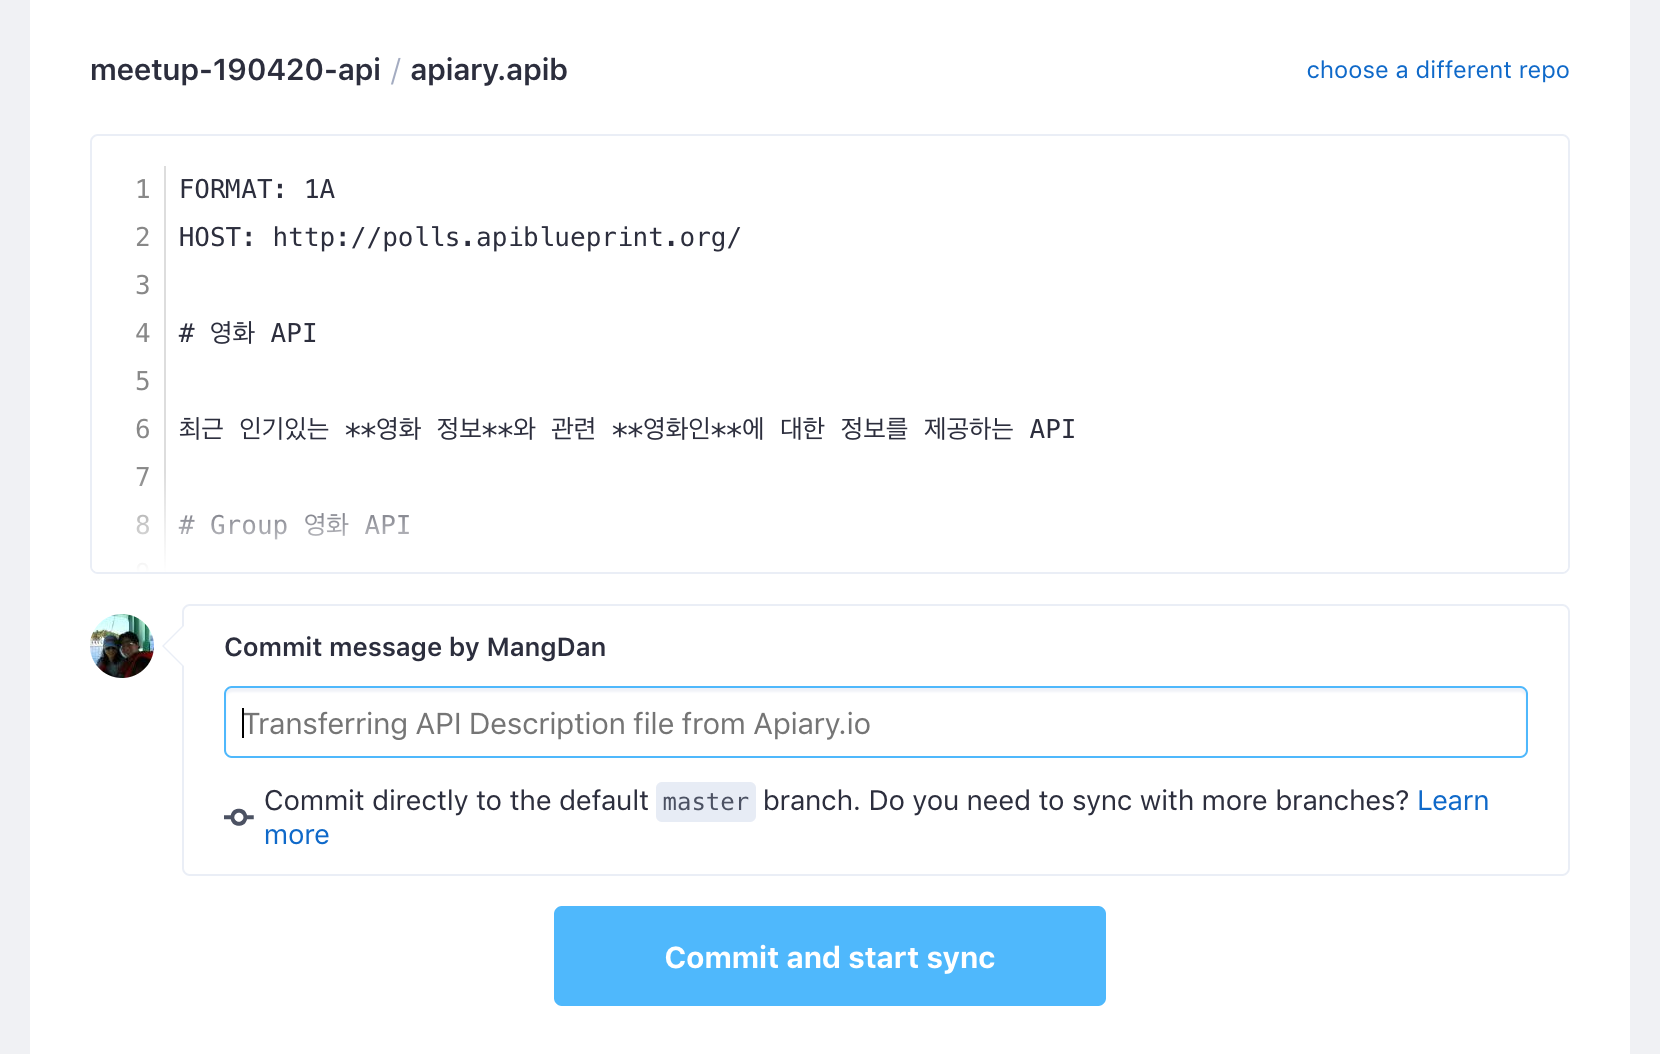 meetup-190420-api / apiary.apib
choose a different repo
1 FORMAT: 1A
2 HOST: http://polls.apiblueprint.org/
3
4 # 영화 API
5
6 최근 인기있는 **영화 정보**와 관련 **영화인**에 대한 정보를 제공하는 API
7
8 # Group 영화 API
Commit message by MangDan
Transferring API Description file from Apiary.io
Commit directly to the default master branch. Do you need to sync with more branches? Learn
more
Commit and start sync